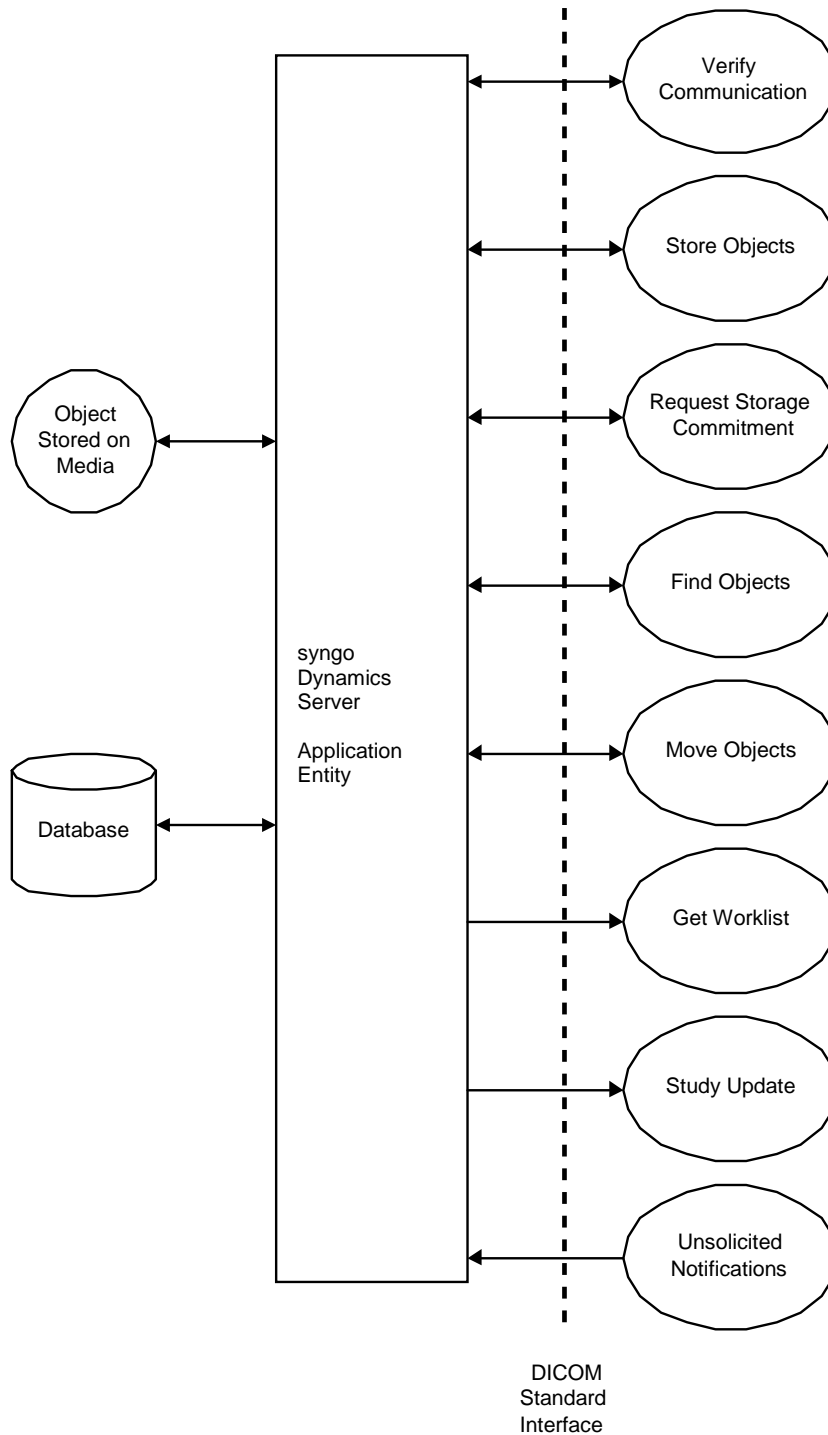 Verify
Communication
Store Objects
Request Storage
Commitment
Object
Stored on
Media
Find Objects
syngo
Dynamics
Server
Application
Entity
Move Objects
Database
Get Worklist
Study Update
Unsolicited
Notifications
DICOM
Standard
Interface